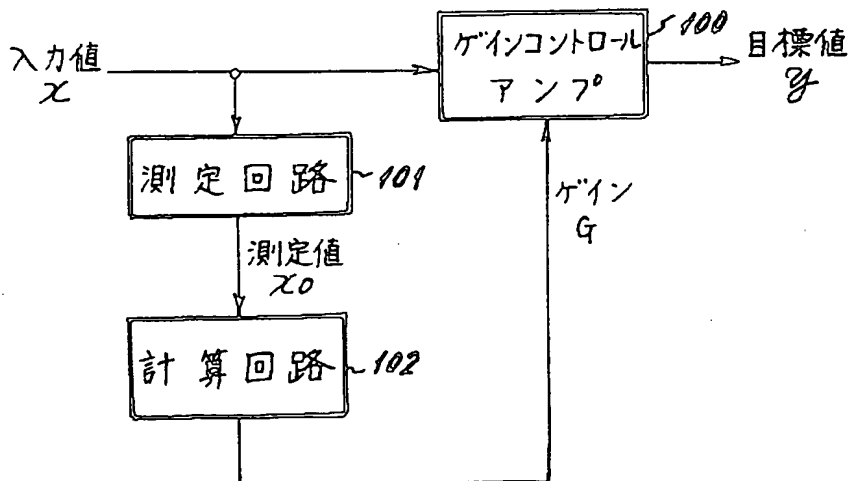 入力値
x
ゲインコントロール
アンプ
100
目標値
y
測定回路
101
測定値
x0
計算回路
102
ゲイン
G